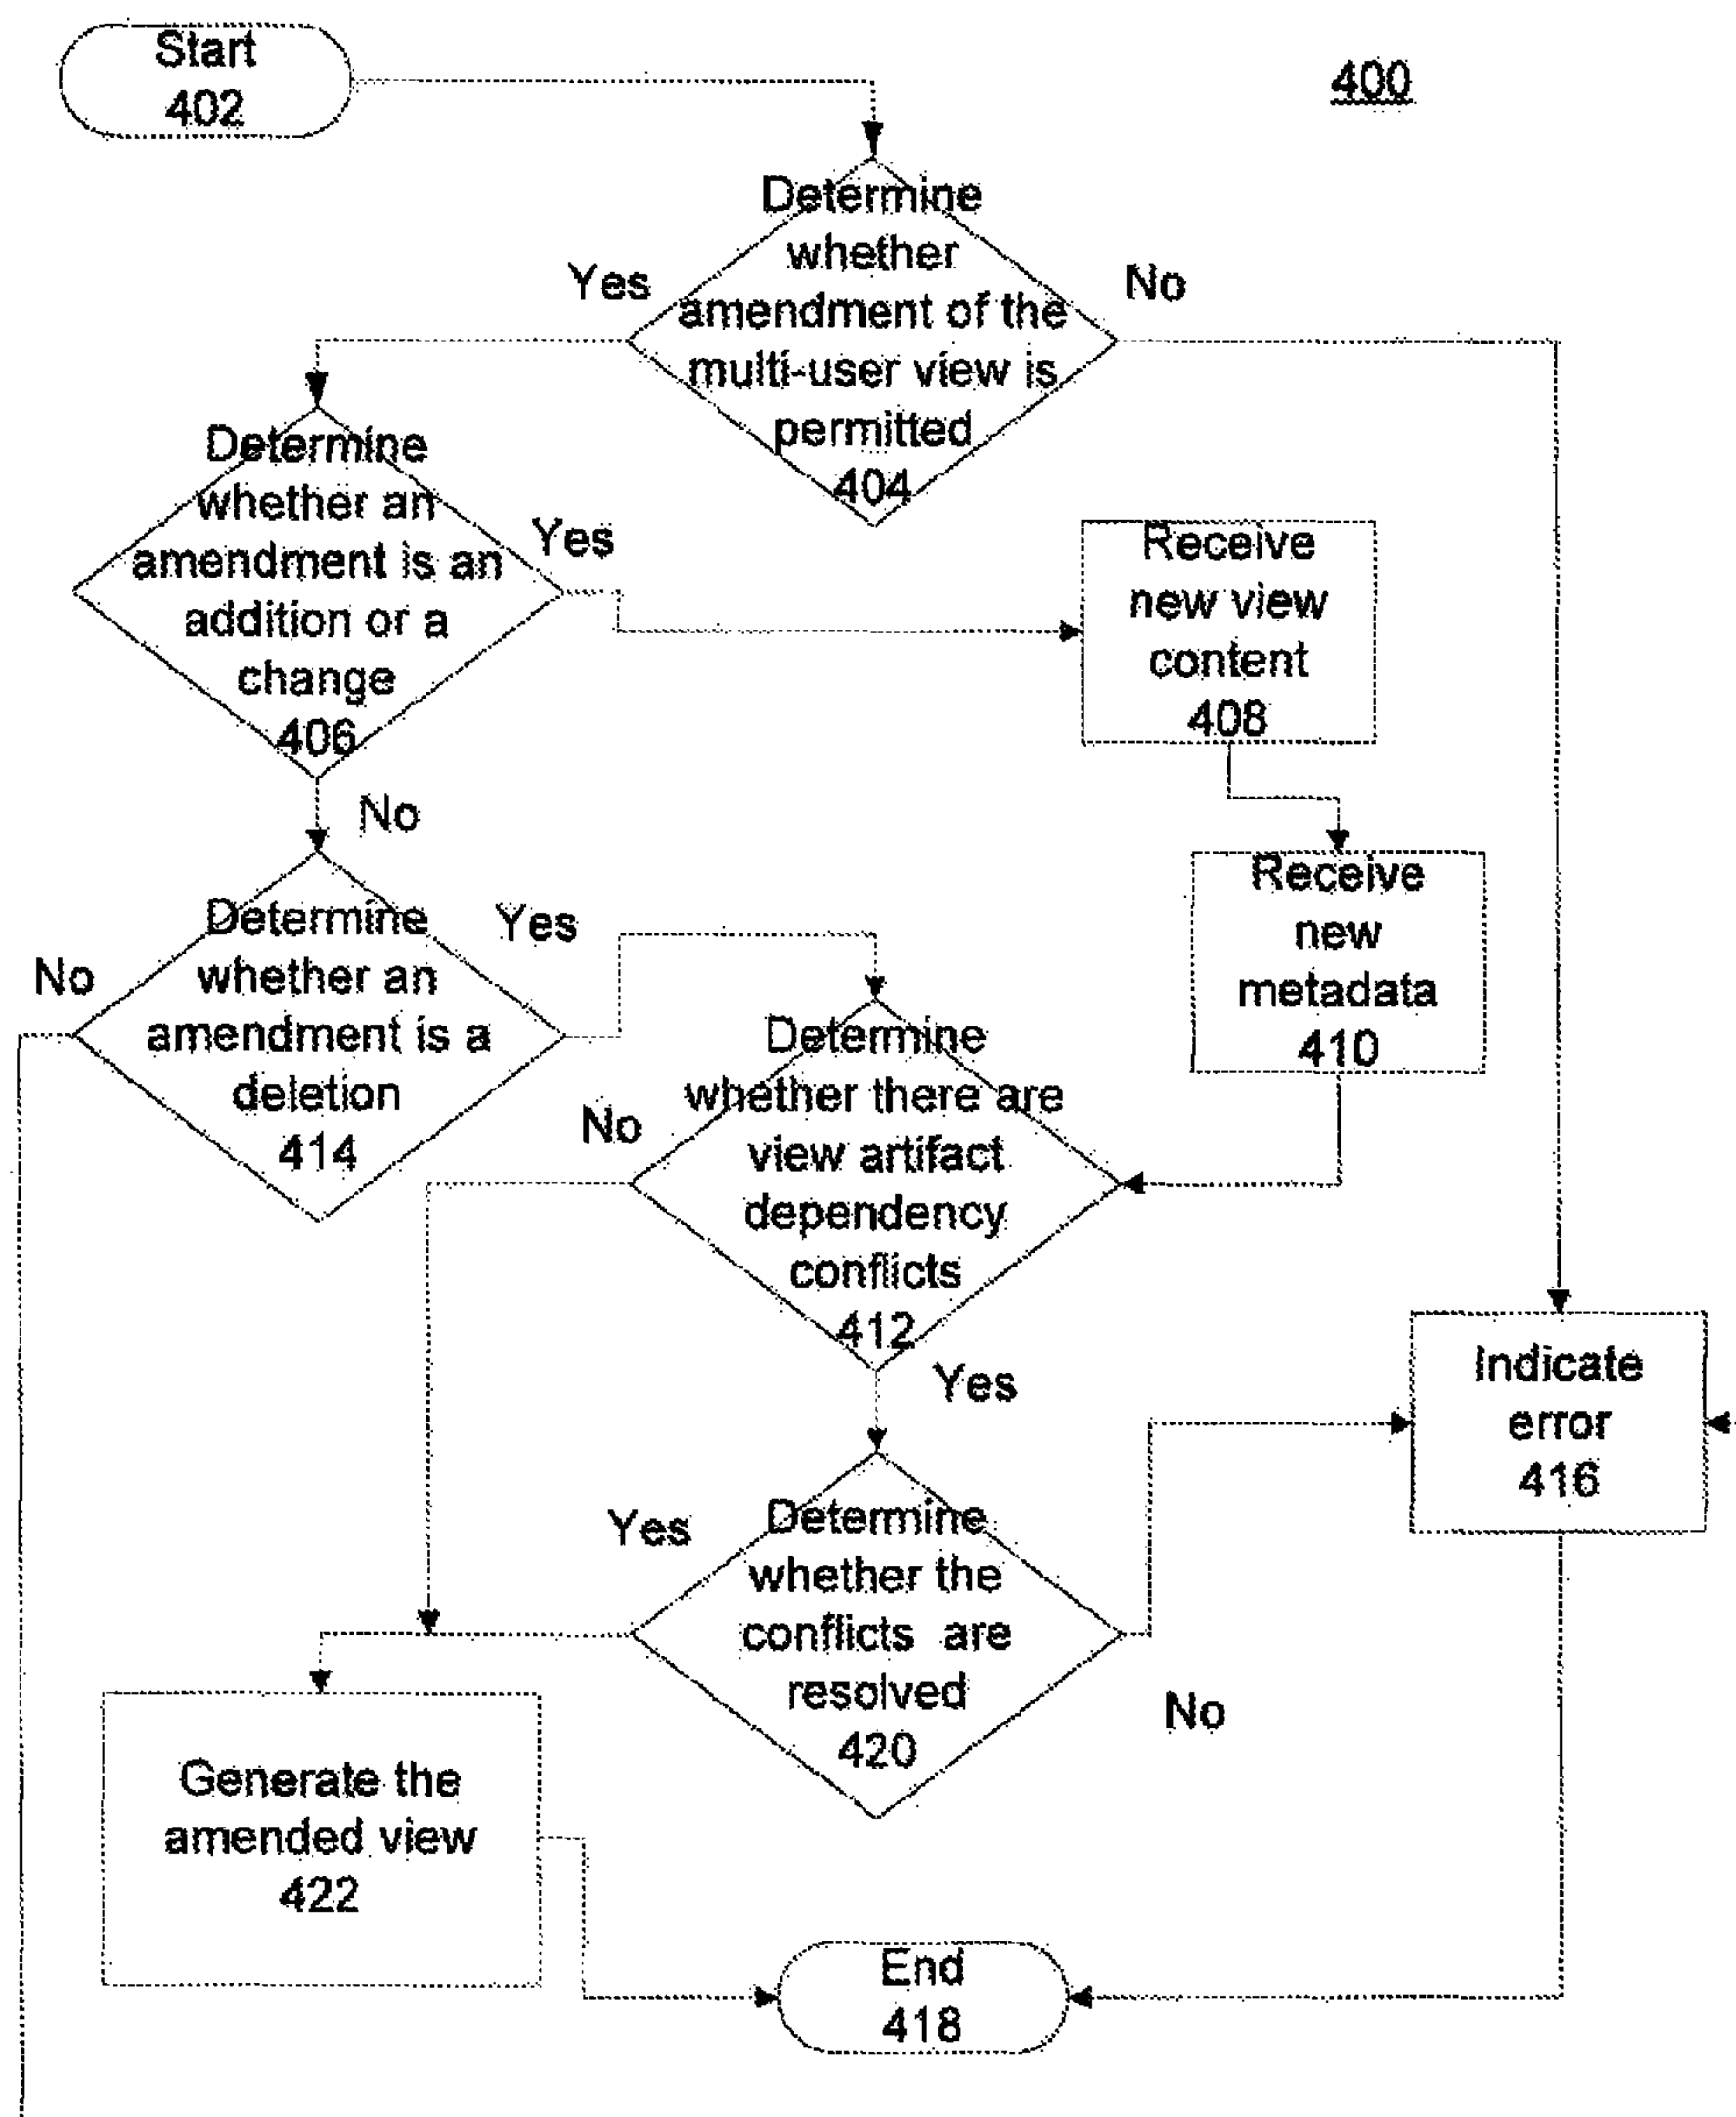 Start
402
400
Determine
whether
amendment of the
multi-user view is
permitted
404
Yes
No
Determine
whether an
amendment is an
addition or a
change
406
Yes
No
Receive
new view
content
408
Receive
new
metadata
410
Determine
whether an
amendment is a
deletion
414
Yes
No
Determine
whether there are
view artifact
dependency
conflicts
412
No
Yes
Indicate
error
416
Determine
whether the
conflicts are
resolved
420
Yes
No
Generate the
amended view
422
End
418